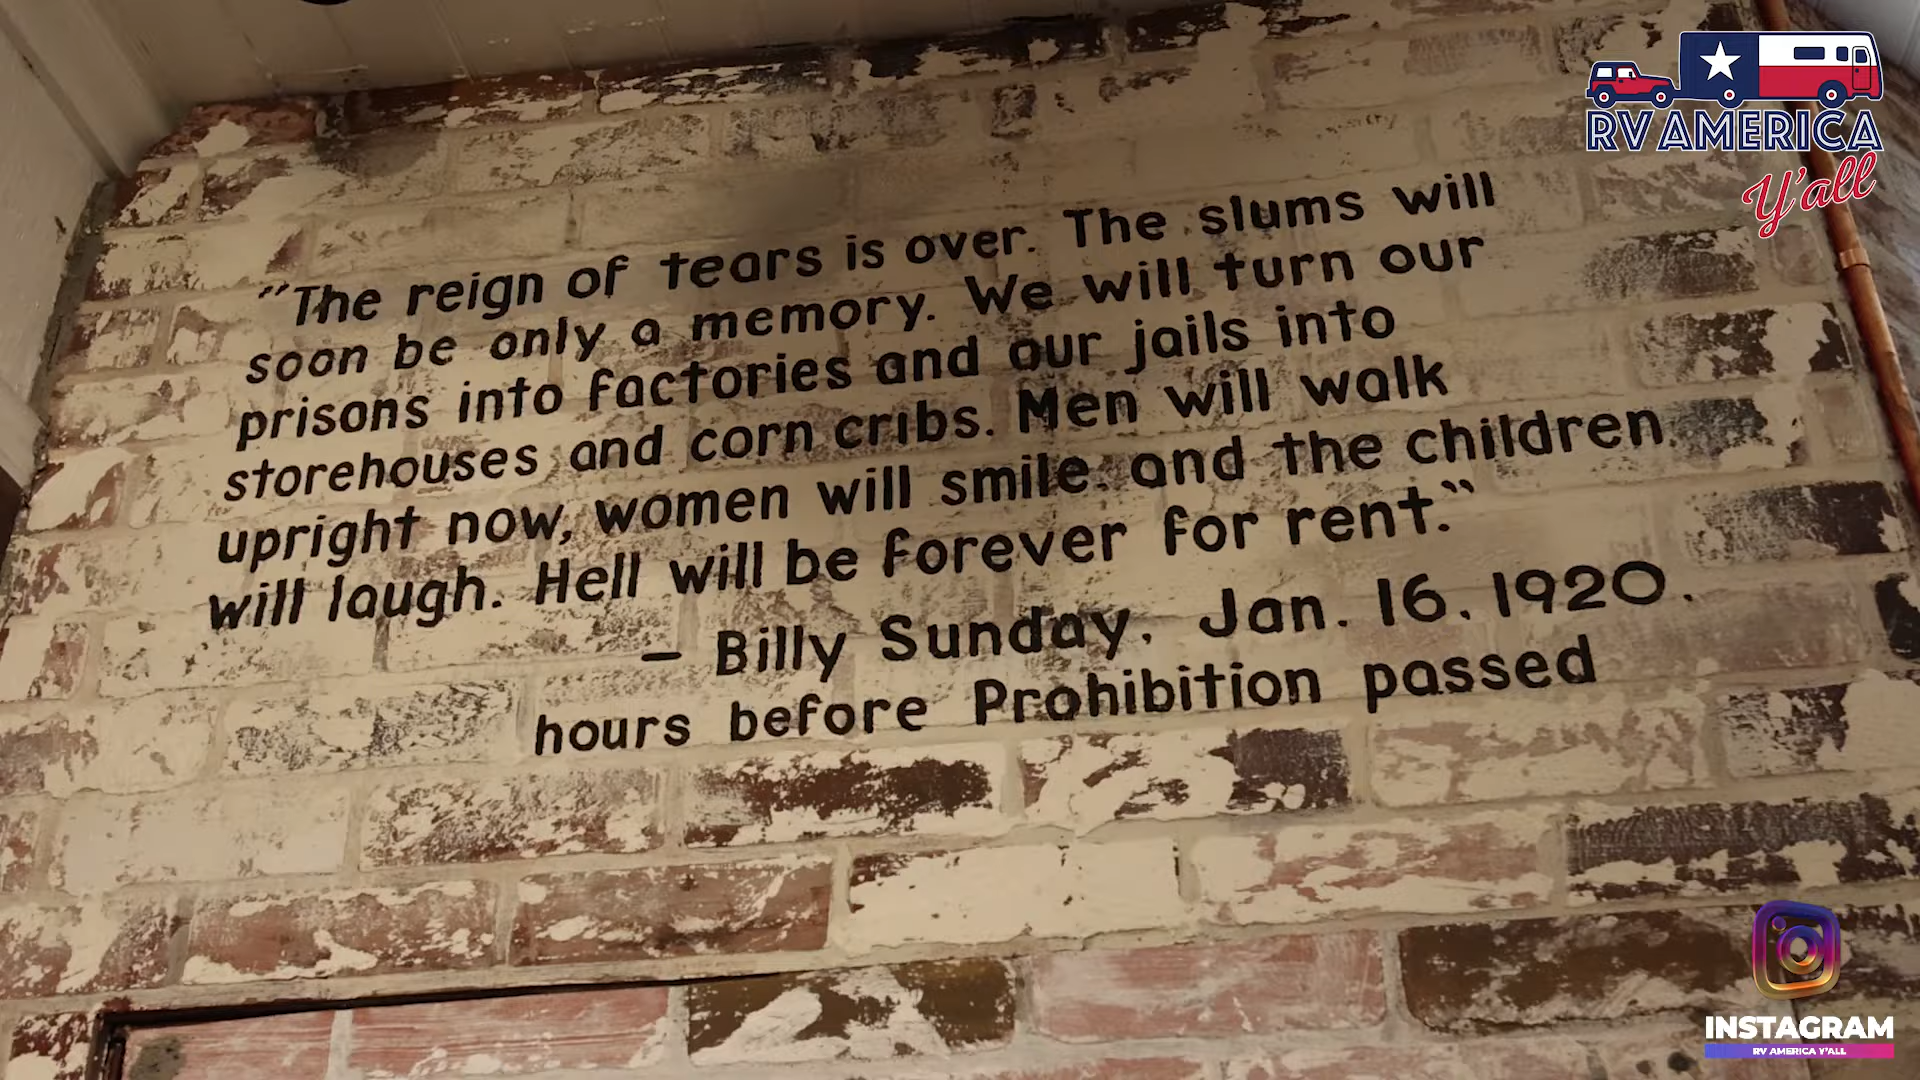 "The reign of tears is over. The slums will
soon be only a memory. We will turn our
prisons into factories and our jails into
storehouses and corn cribs. Men will walk
upright now, women will smile. and the children
will laugh. Hell will be forever for rent."
– Billy Sunday, Jan. 16, 1920,
hours before Prohibition passed
RV AMERICA
Y'all
INSTAGRAM
RV AMERICA Y'ALL